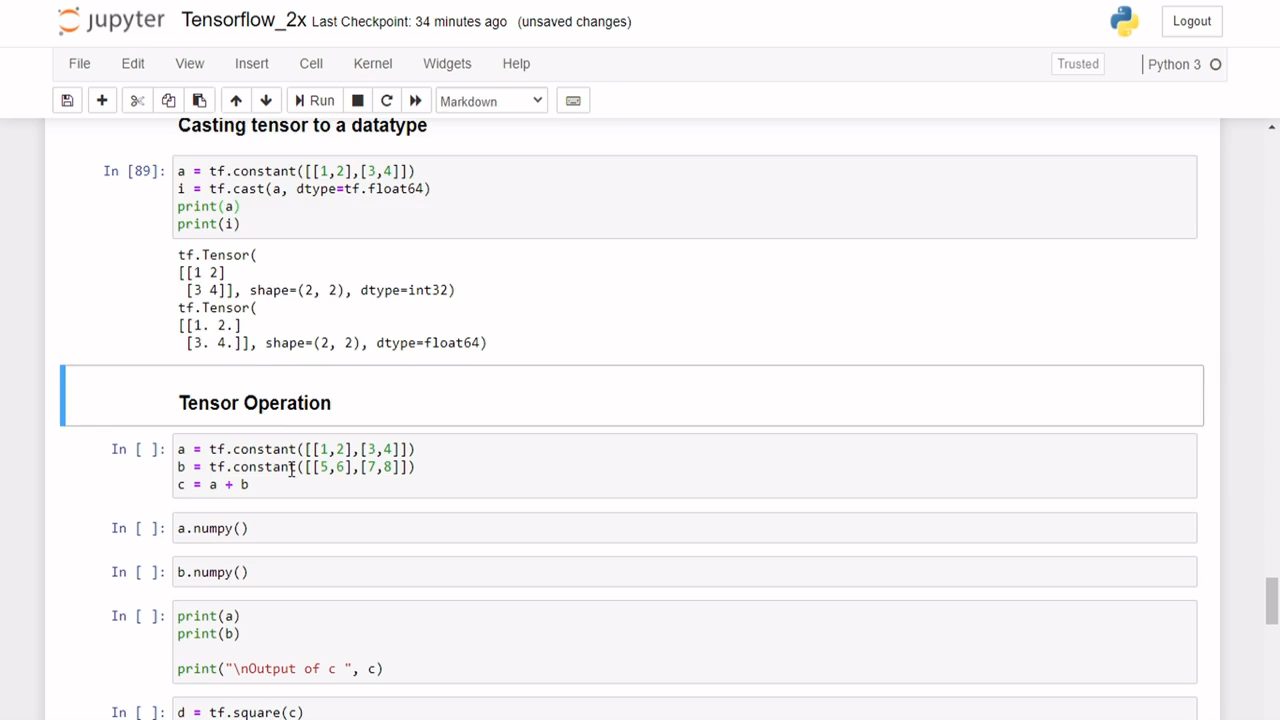 jupyter Tensorflow_2x Last Checkpoint: 34 minutes ago (unsaved changes) Logout
File Edit View Insert Cell Kernel Widgets Help Trusted Python 3
Run Markdown
Casting tensor to a datatype
In [89]: a = tf.constant([[1,2],[3,4]])
i = tf.cast(a, dtype=tf.float64)
print(a)
print(i)
tf.Tensor(
[[1 2]
[3 4]], shape=(2, 2), dtype=int32)
tf.Tensor(
[[1. 2.]
[3. 4.]], shape=(2, 2), dtype=float64)
Tensor Operation
In [ ]: a = tf.constant([[1,2],[3,4]])
b = tf.constant([[5,6],[7,8]])
c = a + b
In [ ]: a.numpy()
In [ ]: b.numpy()
In [ ]: print(a)
print(b)
print("\nOutput of c ", c)
In [ ]: d = tf.square(c)